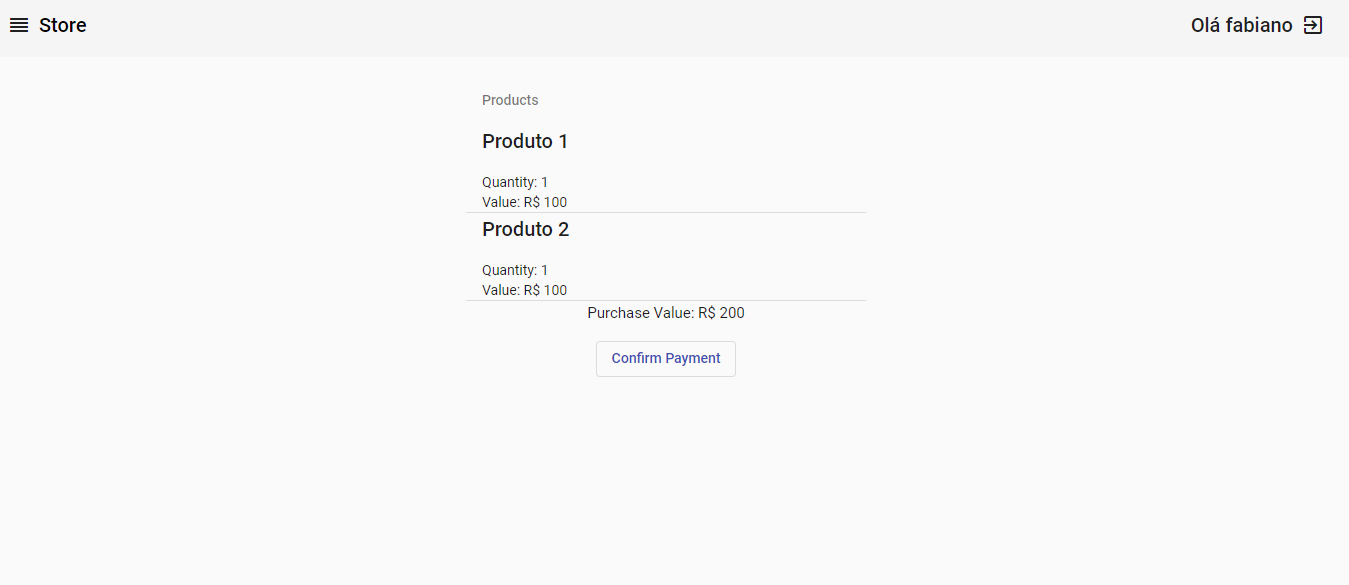 Store
Olá fabiano
Products
Produto 1
Quantity: 1
Value: R$ 100
Produto 2
Quantity: 1
Value: R$ 100
Purchase Value: R$ 200
Confirm Payment